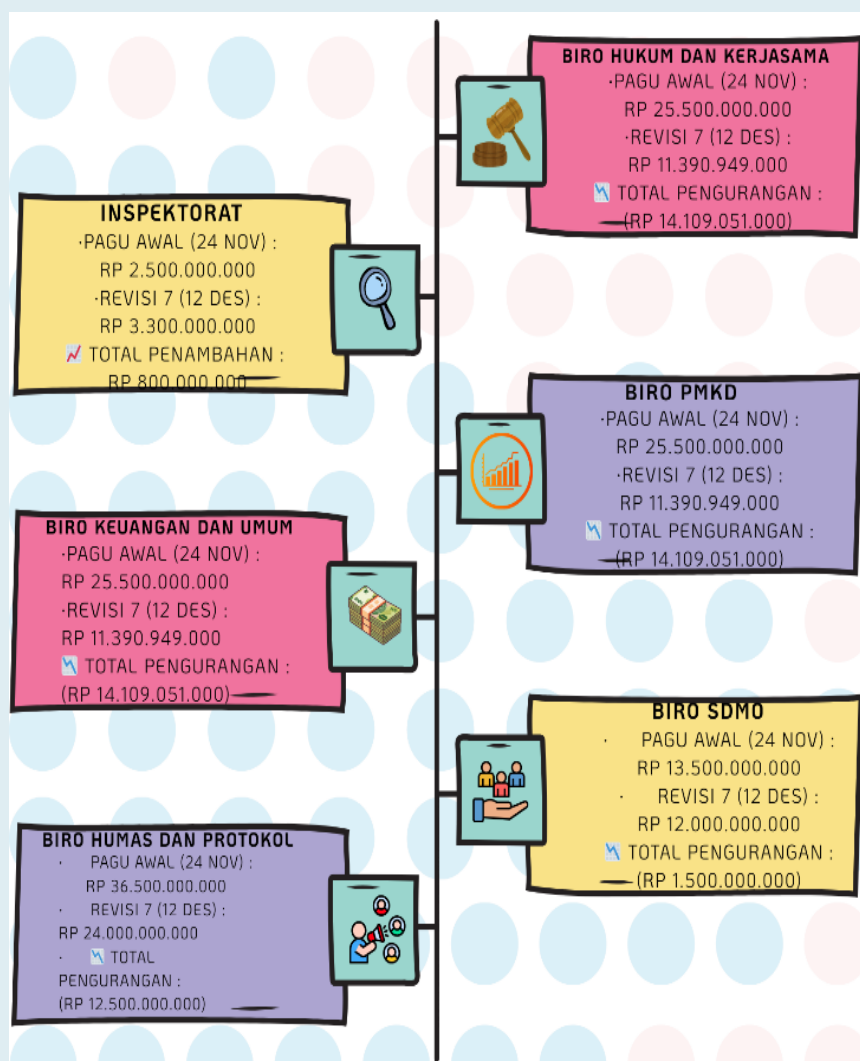 BIRO HUKUM DAN KERJASAMA
·PAGU AWAL (24 NOV) :
RP 25.500.000.000
·REVISI 7 (12 DES) :
RP 11.390.949.000
📉 TOTAL PENGURANGAN :
(RP 14.109.051.000)
INSPEKTORAT
·PAGU AWAL (24 NOV) :
RP 2.500.000.000
·REVISI 7 (12 DES) :
RP 3.300.000.000
📈 TOTAL PENAMBAHAN :
RP 800.000.000
BIRO PMKD
·PAGU AWAL (24 NOV) :
RP 25.500.000.000
·REVISI 7 (12 DES) :
RP 11.390.949.000
📉 TOTAL PENGURANGAN :
(RP 14.109.051.000)
BIRO KEUANGAN DAN UMUM
·PAGU AWAL (24 NOV) :
RP 25.500.000.000
·REVISI 7 (12 DES) :
RP 11.390.949.000
📉 TOTAL PENGURANGAN :
(RP 14.109.051.000)
BIRO SDMO
· PAGU AWAL (24 NOV) :
RP 13.500.000.000
· REVISI 7 (12 DES) :
RP 12.000.000.000
📉 TOTAL PENGURANGAN :
(RP 1.500.000.000)
BIRO HUMAS DAN PROTOKOL
· PAGU AWAL (24 NOV) :
RP 36.500.000.000
· REVISI 7 (12 DES) :
RP 24.000.000.000
· 📉 TOTAL
PENGURANGAN :
(RP 12.500.000.000)